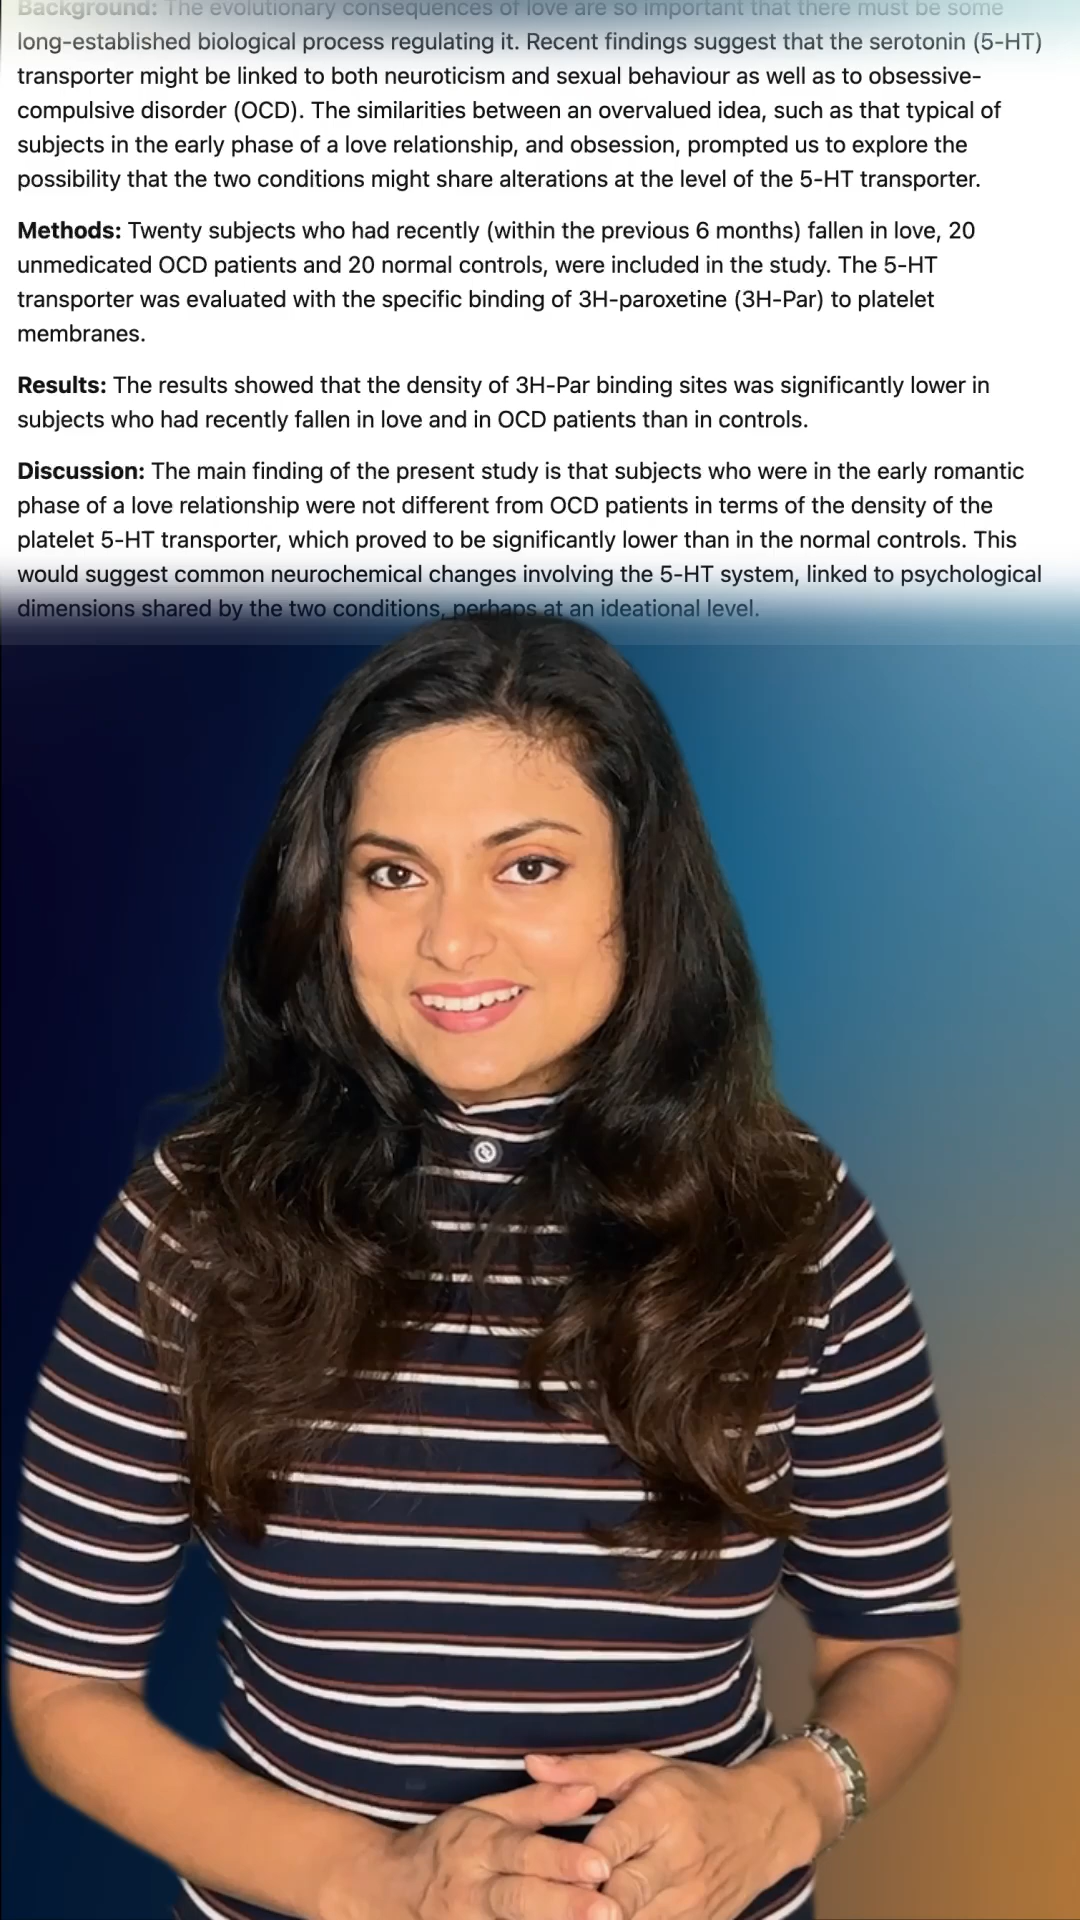 Background: The evolutionary consequences of love are so important that there must be some
long-established biological process regulating it. Recent findings suggest that the serotonin (5-HT)
transporter might be linked to both neuroticism and sexual behaviour as well as to obsessive-
compulsive disorder (OCD). The similarities between an overvalued idea, such as that typical of
subjects in the early phase of a love relationship, and obsession, prompted us to explore the
possibility that the two conditions might share alterations at the level of the 5-HT transporter.
Methods: Twenty subjects who had recently (within the previous 6 months) fallen in love, 20
unmedicated OCD patients and 20 normal controls, were included in the study. The 5-HT
transporter was evaluated with the specific binding of 3H-paroxetine (3H-Par) to platelet
membranes.
Results: The results showed that the density of 3H-Par binding sites was significantly lower in
subjects who had recently fallen in love and in OCD patients than in controls.
Discussion: The main finding of the present study is that subjects who were in the early romantic
phase of a love relationship were not different from OCD patients in terms of the density of the
platelet 5-HT transporter, which proved to be significantly lower than in the normal controls. This
would suggest common neurochemical changes involving the 5-HT system, linked to psychological
dimensions shared by the two conditions, perhaps at an ideational level.